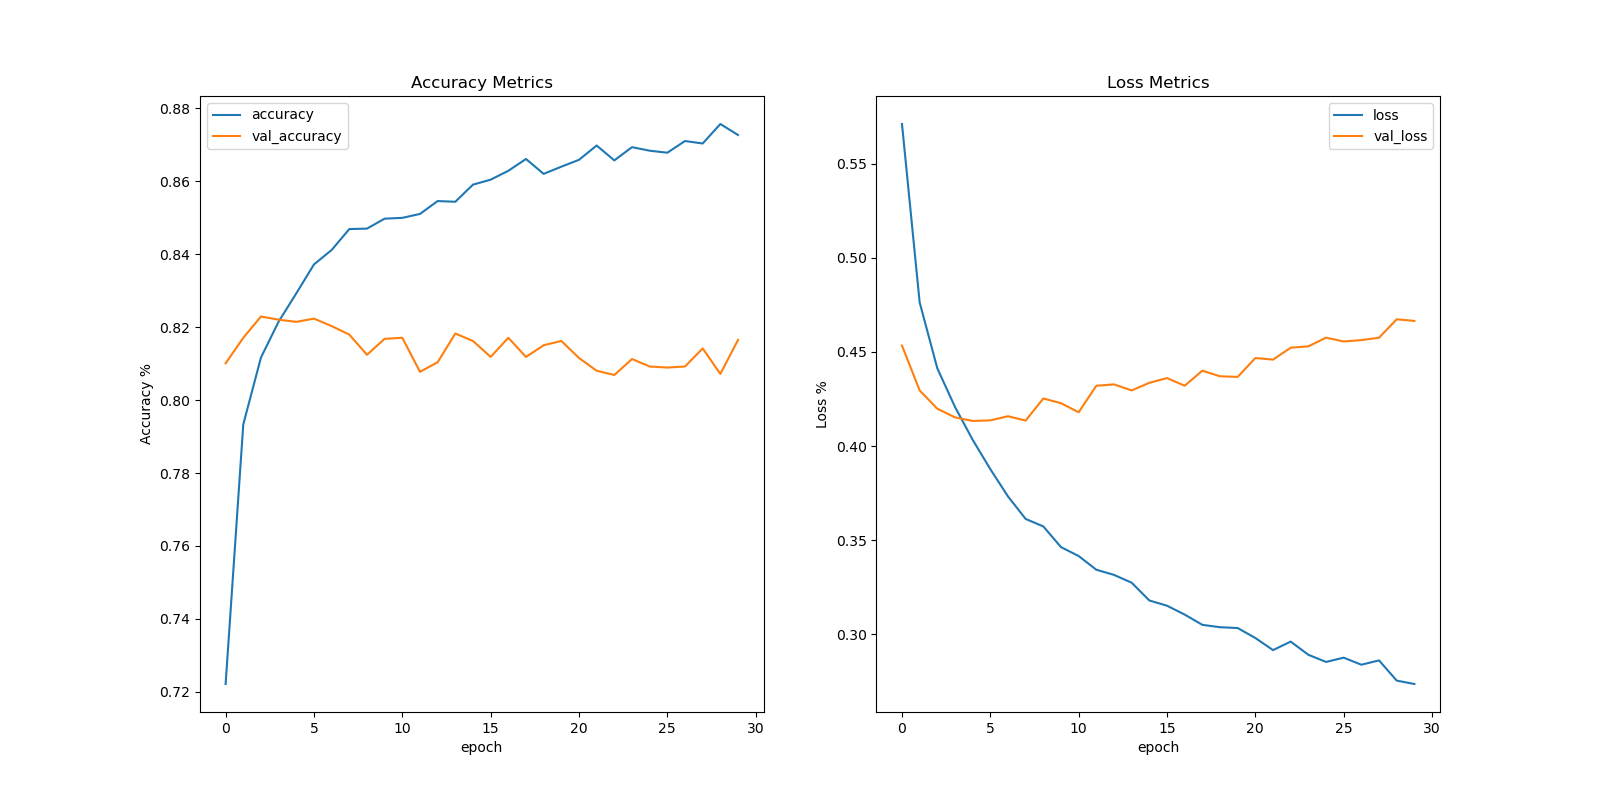 Accuracy Metrics
accuracy
val_accuracy
0.88
0.86
0.84
0.82
0.80
0.78
0.76
0.74
0.72
Accuracy %
0 5 10 15 20 25 30
epoch
Loss Metrics
loss
val_loss
0.55
0.50
0.45
0.40
0.35
0.30
Loss %
0 5 10 15 20 25 30
epoch